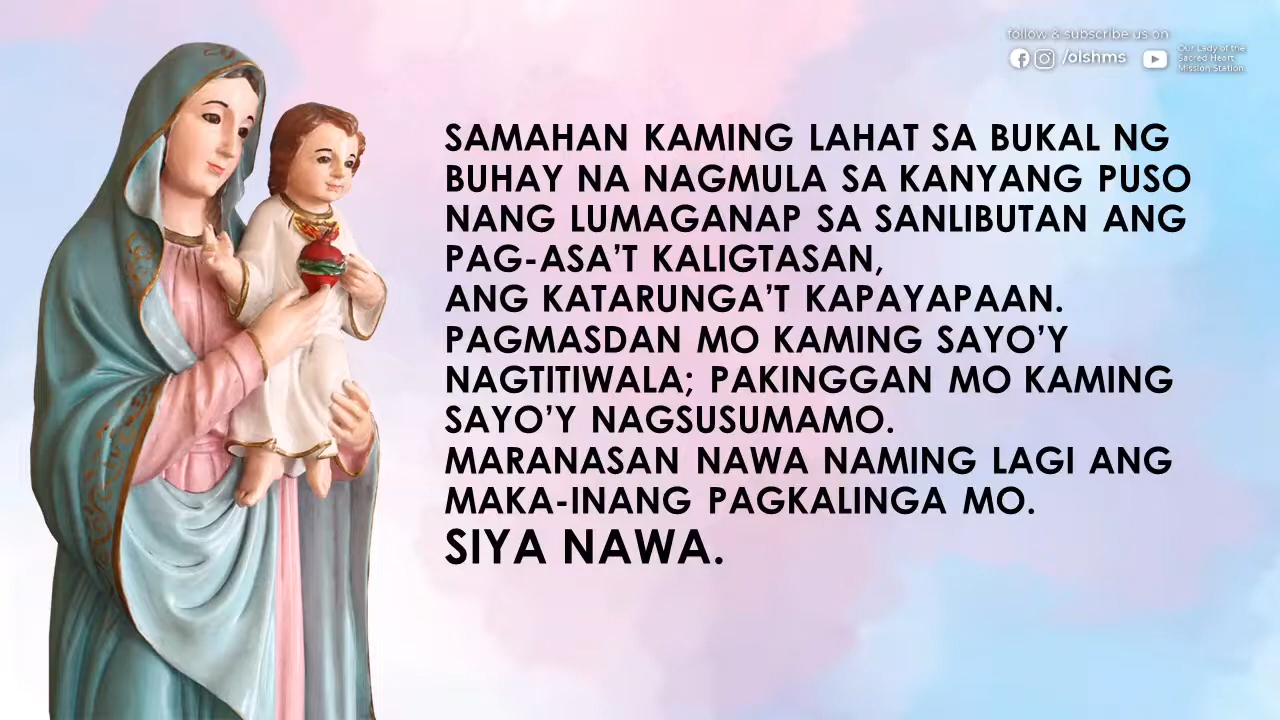 follow & subscribe us on
/olshms
Our Lady of the
Sacred Heart
Mission Station
SAMAHAN KAMING LAHAT SA BUKAL NG
BUHAY NA NAGMULA SA KANYANG PUSO
NANG LUMAGANAP SA SANLIBUTAN ANG
PAG-ASA’T KALIGTASAN,
ANG KATARUNGA’T KAPAYAPAAN.
PAGMASDAN MO KAMING SAYO’Y
NAGTITIWALA; PAKINGGAN MO KAMING
SAYO’Y NAGSUSUMAMO.
MARANASAN NAWA NAMING LAGI ANG
MAKA-INANG PAGKALINGA MO.
SIYA NAWA.